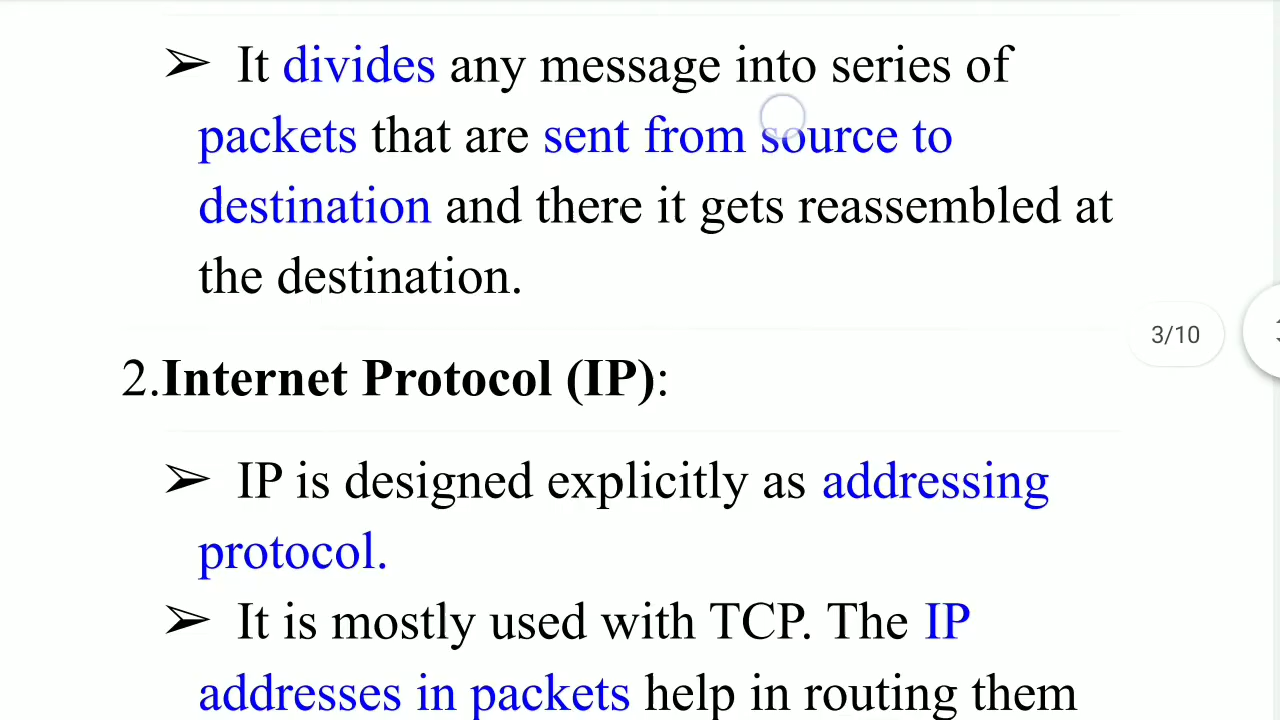 ➢ It divides any message into series of
packets that are sent from source to
destination and there it gets reassembled at
the destination.
3/10
2.Internet Protocol (IP):
➢ IP is designed explicitly as addressing
protocol.
➢ It is mostly used with TCP. The IP
addresses in packets help in routing them